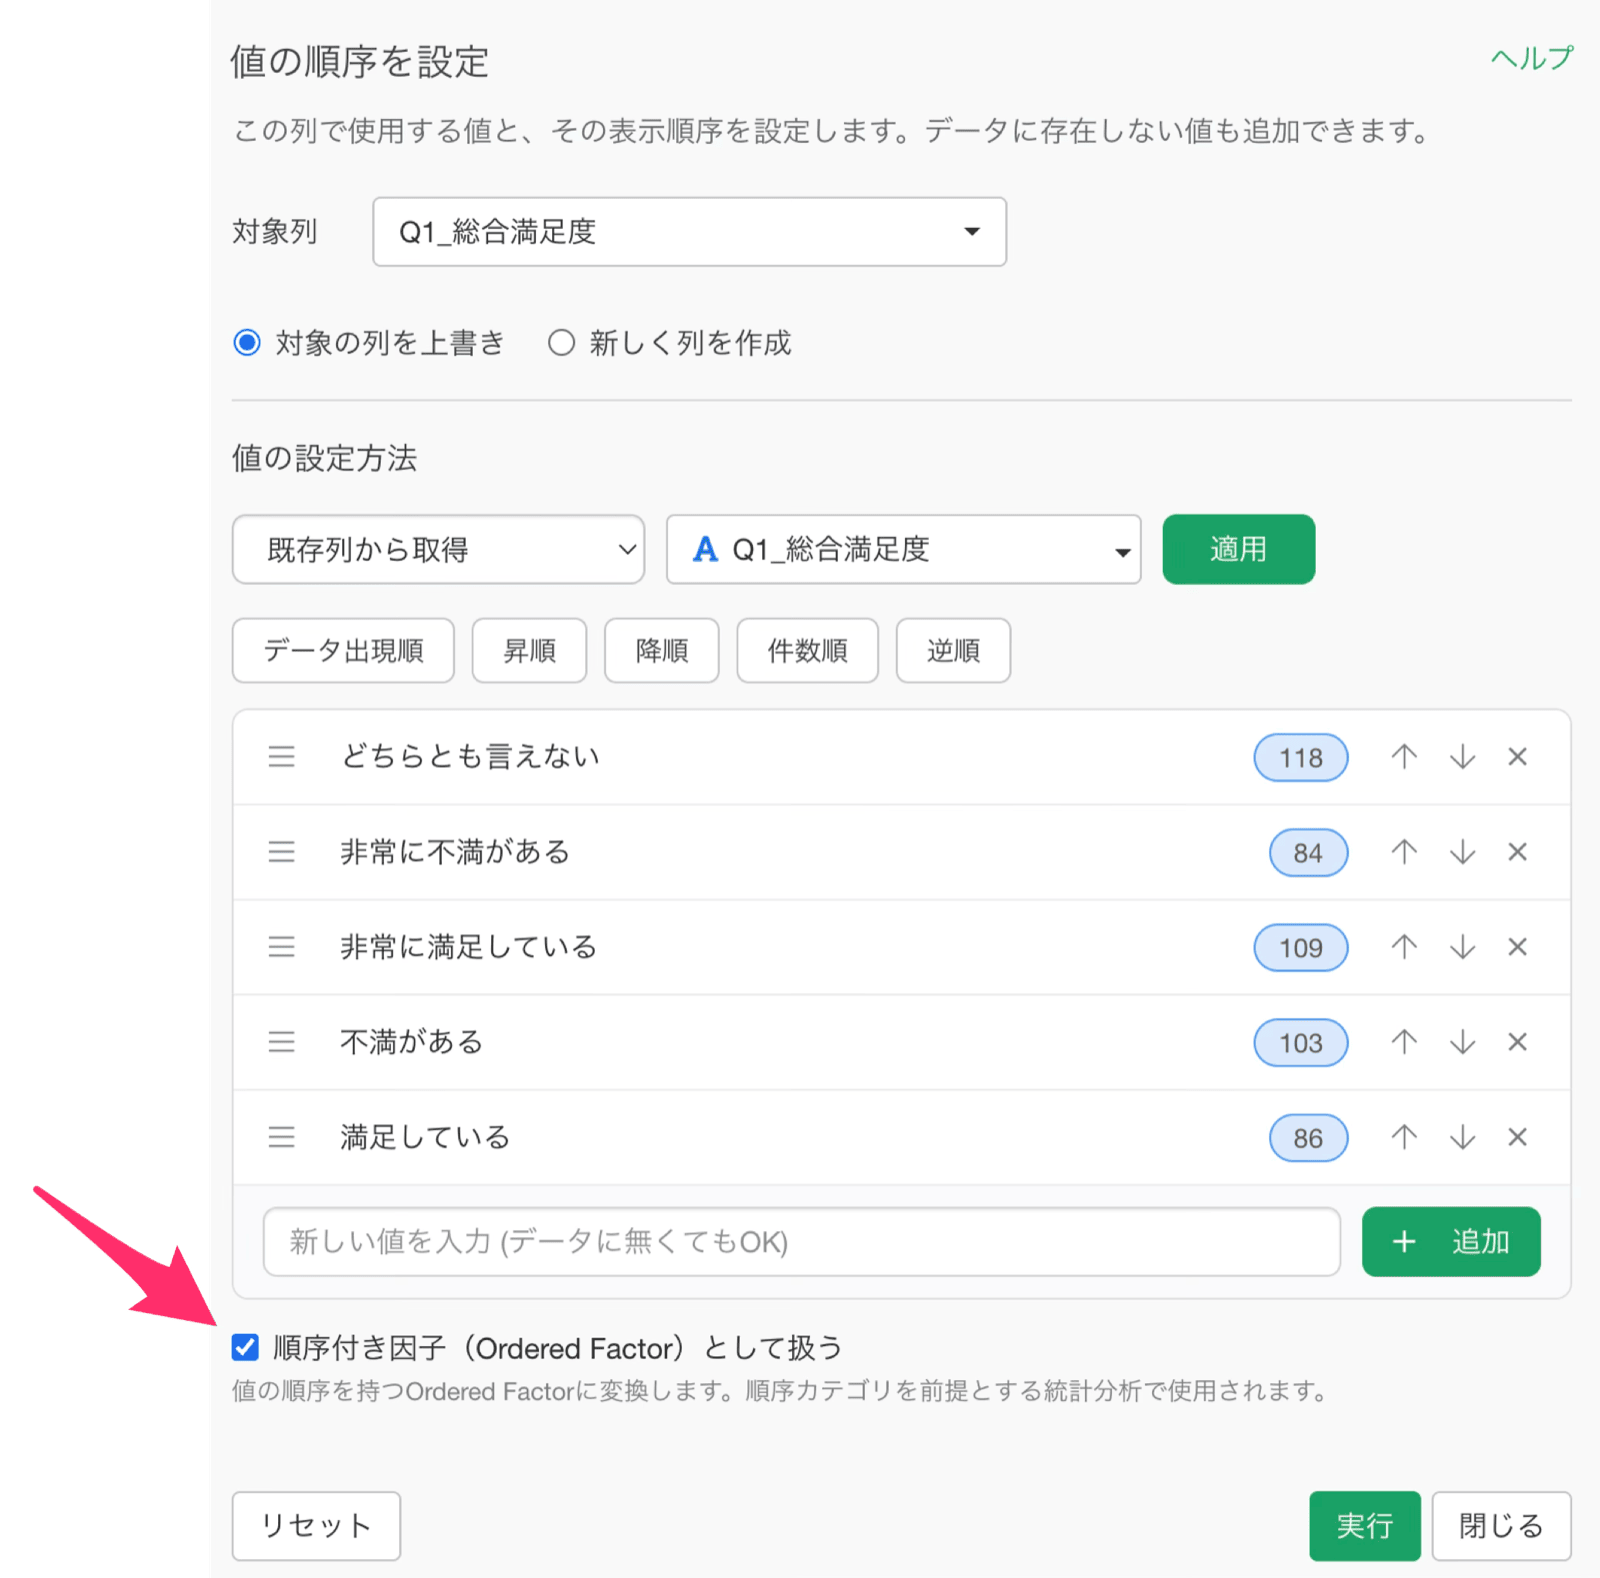 値の順序を設定
ヘルプ
この列で使用する値と、その表示順序を設定します。データに存在しない値も追加できます。
対象列 Q1_総合満足度
対象の列を上書き 新しく列を作成
値の設定方法
既存列から取得 A Q1_総合満足度 適用
データ出現順 昇順 降順 件数順 逆順
どちらとも言えない 118
非常に不満がある 84
非常に満足している 109
不満がある 103
満足している 86
新しい値を入力 (データに無くてもOK) + 追加
順序付き因子（Ordered Factor）として扱う
値の順序を持つOrdered Factorに変換します。順序カテゴリを前提とする統計分析で使用されます。
リセット 実行 閉じる